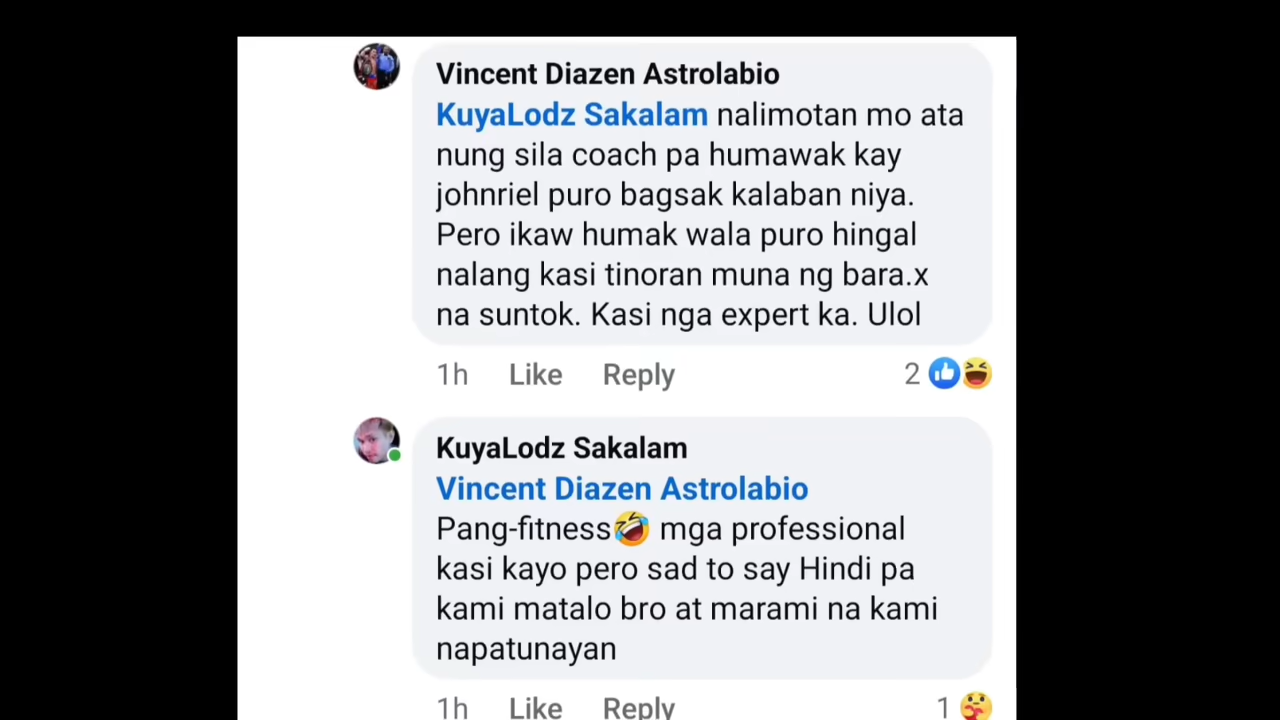 Vincent Diazen Astrolabio
KuyaLodz Sakalam nalimotan mo ata
nung sila coach pa humawak kay
johnriel puro bagsak kalaban niya.
Pero ikaw humak wala puro hingal
nalang kasi tinoran muna ng bara.x
na suntok. Kasi nga expert ka. Ulol
1h Like Reply 2
KuyaLodz Sakalam
Vincent Diazen Astrolabio
Pang-fitness🤣 mga professional
kasi kayo pero sad to say Hindi pa
kami matalo bro at marami na kami
napatunayan
1h Like Reply 1